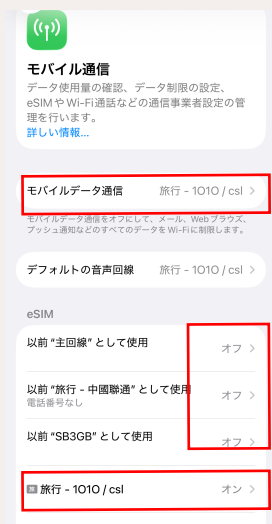 モバイル通信
データ使用量の確認、データ制限の設定、
eSIMやWi-Fi通話などの通信事業者設定の管
理を行います。
詳しい情報...
モバイルデータ通信 旅行 - 1O1O / csl
モバイルデータ通信をオフにして、メール、Webブラウズ、
プッシュ通知などのすべてのデータをWi-Fiに制限します。
デフォルトの音声回線 旅行 - 1O1O / csl
eSIM
以前“主回線”として使用 オフ
以前“旅行 - 中國聯通”として使用 オフ
電話番号なし
以前“SB3GB”として使用 オフ
旅 旅行 - 1O1O / csl オン